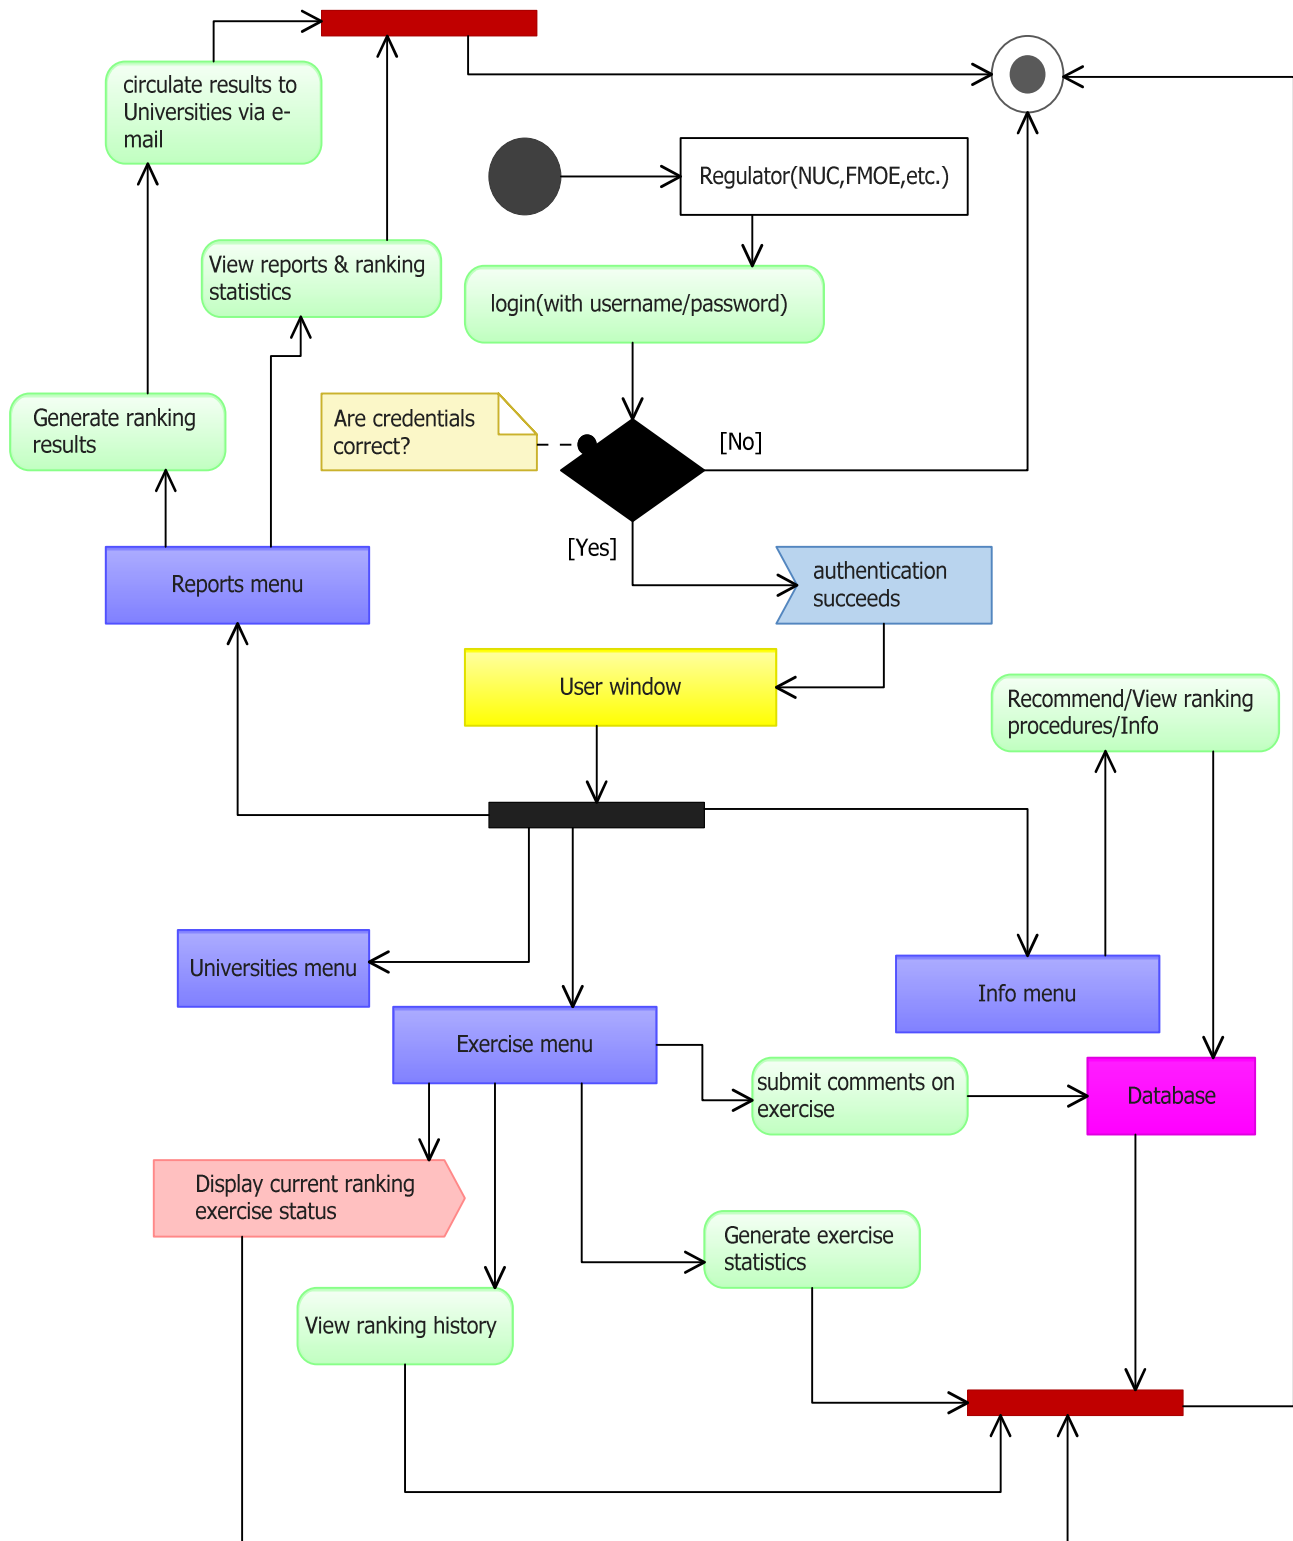 circulate results to
Universities via e-
mail
Regulator(NUC,FMOE,etc.)
View reports & ranking
statistics
login(with username/password)
Generate ranking
results
Are credentials
correct?
[No]
[Yes]
Reports menu
authentication
succeeds
User window
Recommend/View ranking
procedures/Info
Universities menu
Info menu
Exercise menu
submit comments on
exercise
Database
Display current ranking
exercise status
Generate exercise
statistics
View ranking history